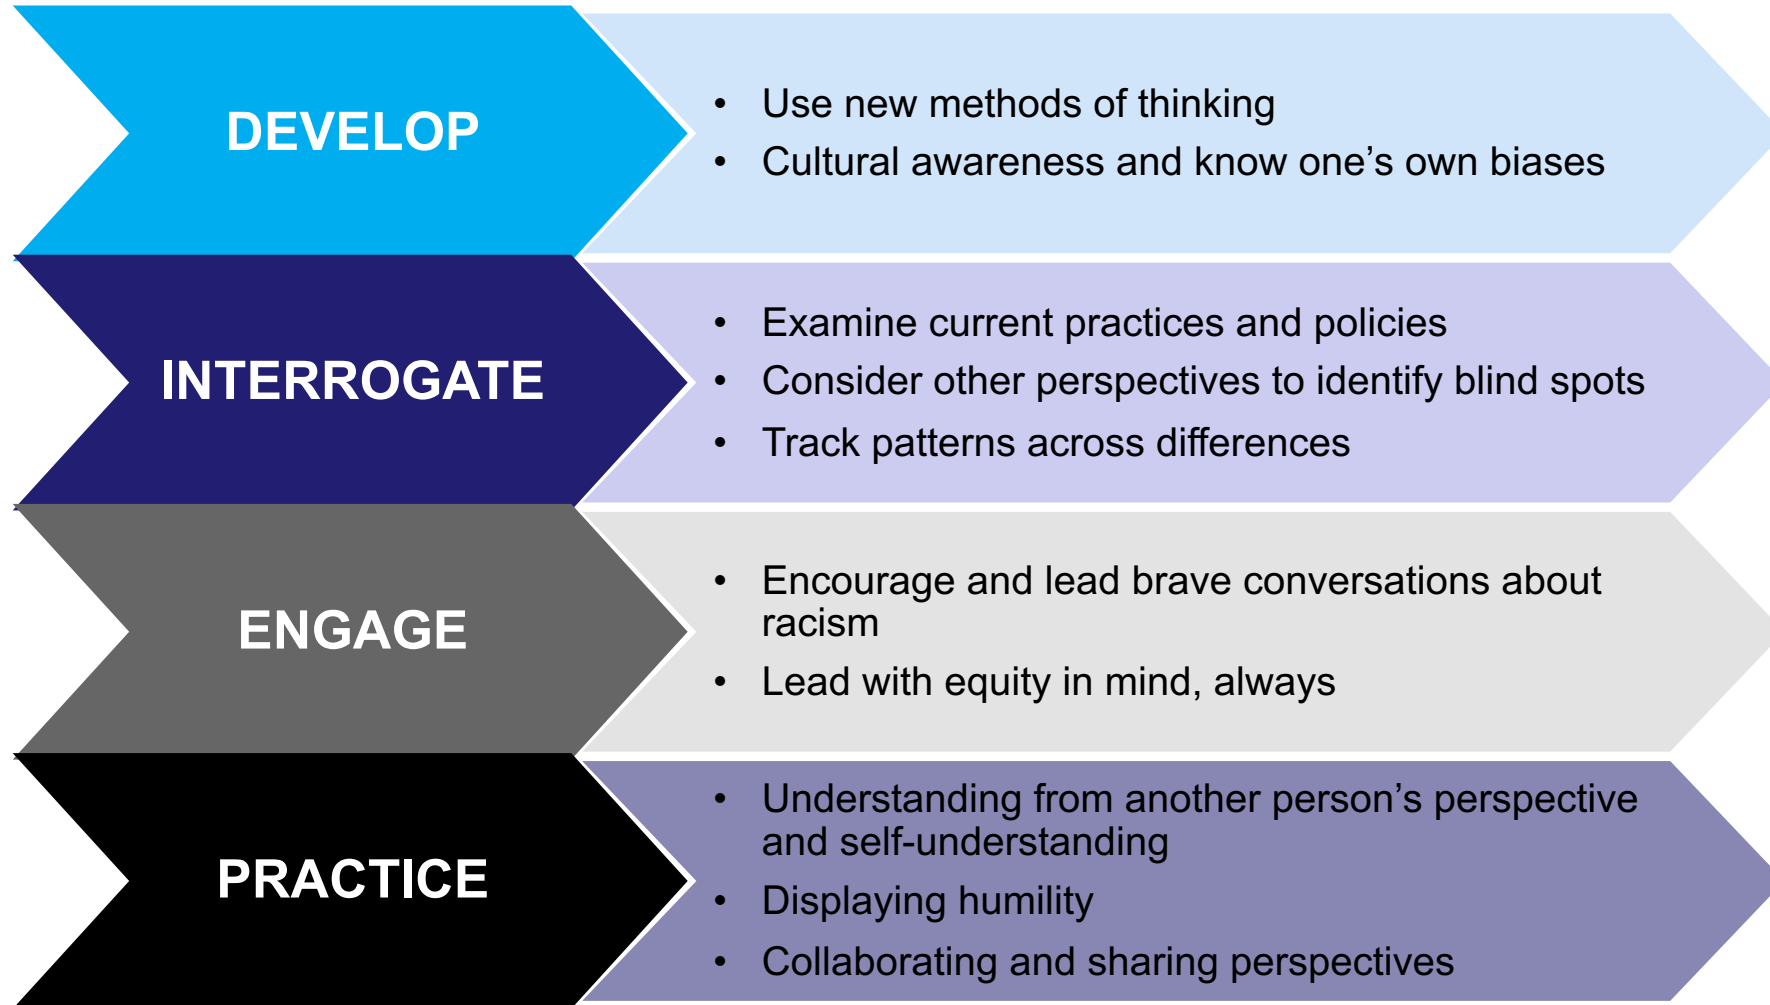 DEVELOP
• Use new methods of thinking
• Cultural awareness and know one’s own biases
INTERROGATE
• Examine current practices and policies
• Consider other perspectives to identify blind spots
• Track patterns across differences
ENGAGE
• Encourage and lead brave conversations about
racism
• Lead with equity in mind, always
PRACTICE
• Understanding from another person’s perspective
and self-understanding
• Displaying humility
• Collaborating and sharing perspectives